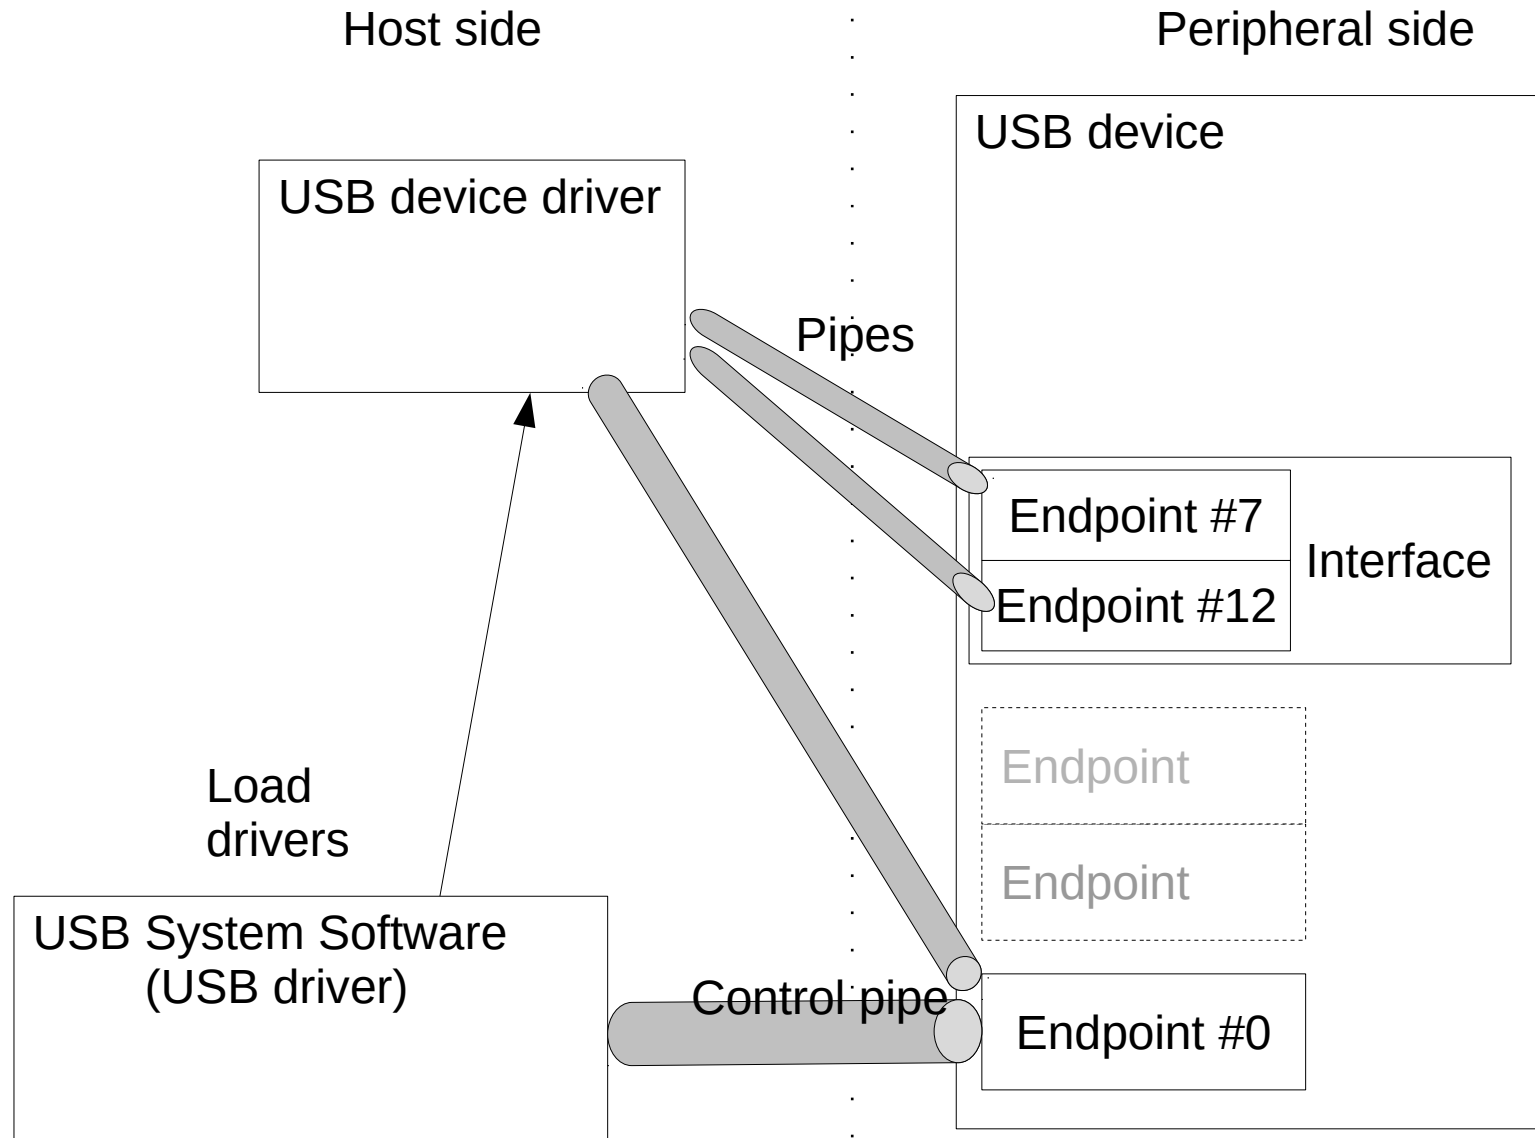 Host side
Peripheral side
USB device
USB device driver
Pipes
Endpoint #7
Interface
Endpoint #12
Endpoint
Load
drivers
Endpoint
USB System Software
(USB driver)
Control pipe
Endpoint #0